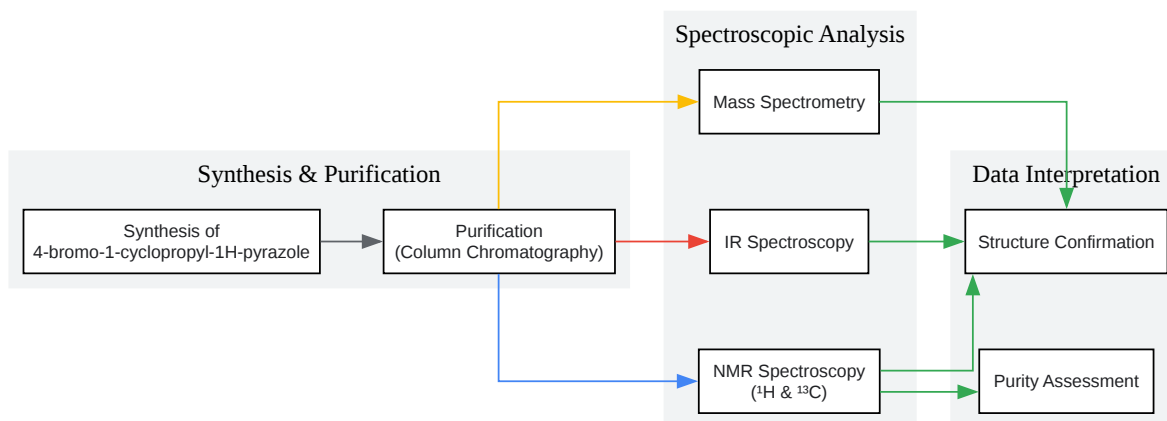 Spectroscopic Analysis
Mass Spectrometry
Synthesis & Purification
Data Interpretation
Synthesis of
4-bromo-1-cyclopropyl-1H-pyrazole
Purification
(Column Chromatography)
IR Spectroscopy
Structure Confirmation
NMR Spectroscopy
(¹H & ¹³C)
Purity Assessment